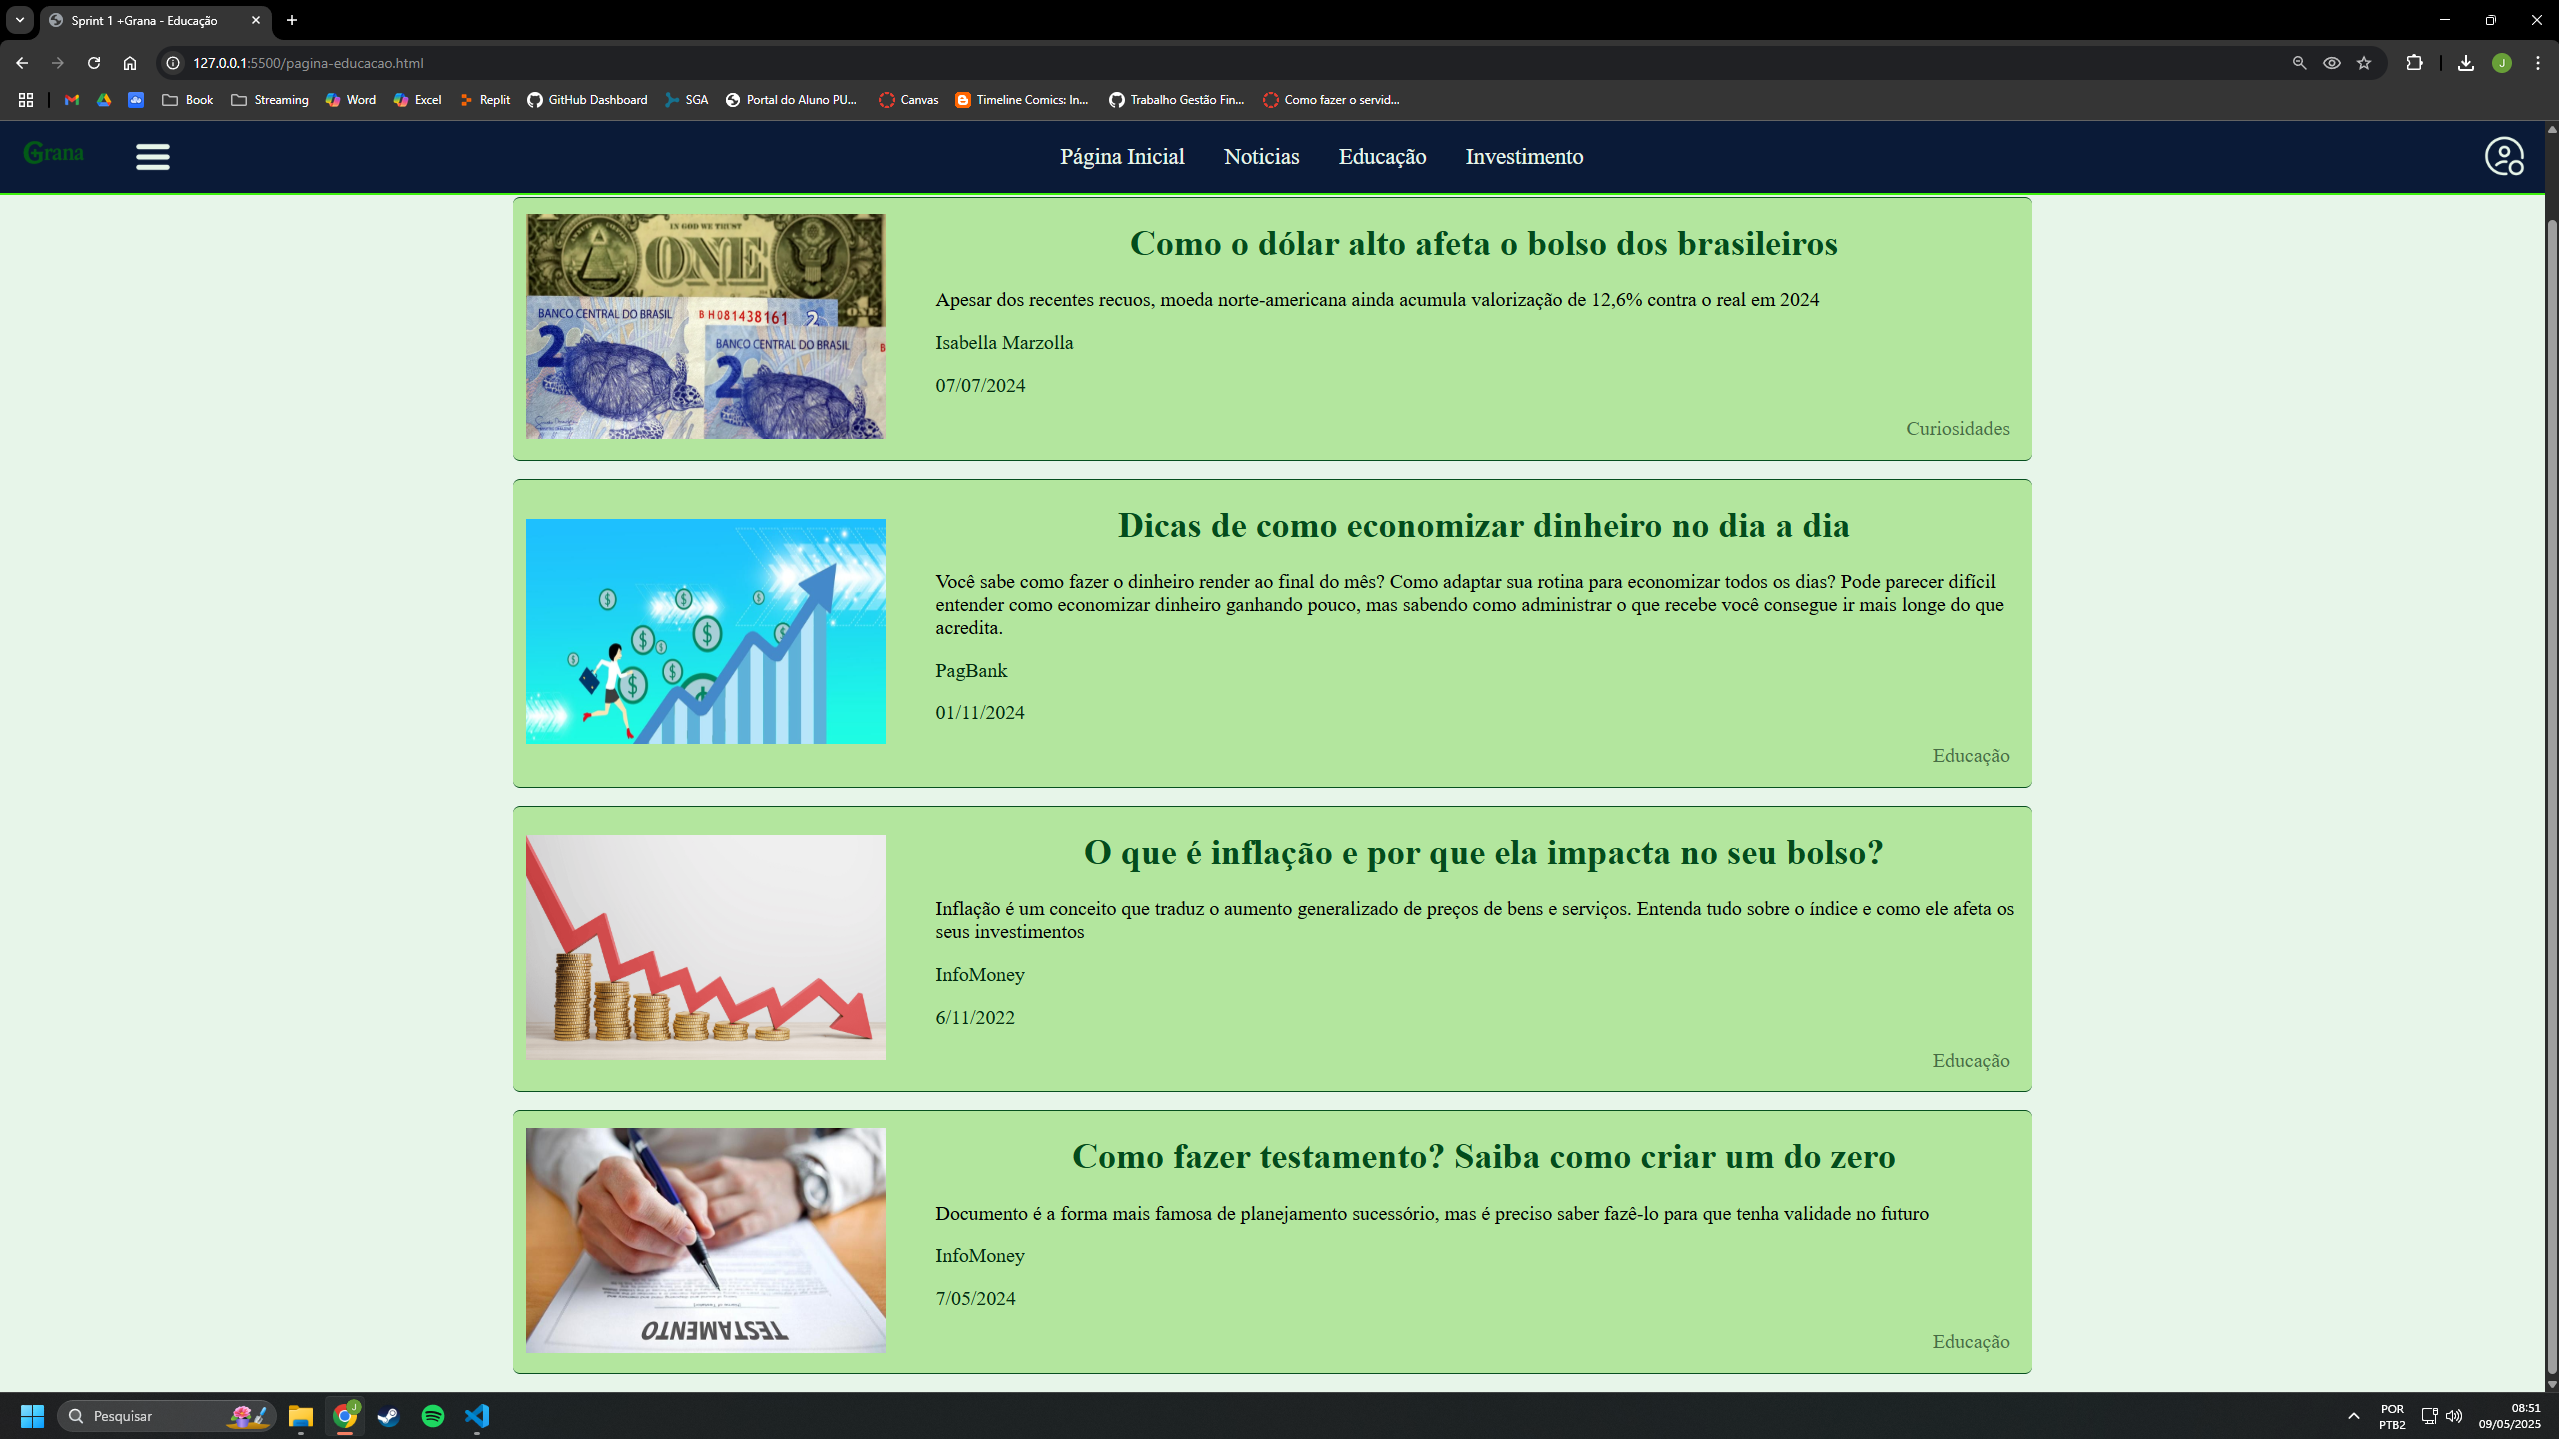 Sprint 1 +Grana - Educação
127.0.0.1:5500/pagina-educacao.html
Book
Streaming
Word
Excel
Replit
GitHub Dashboard
SGA
Portal do Aluno PU...
Canvas
Timeline Comics: In...
Trabalho Gestão Fin...
Como fazer o servid...
J
Grana
Página Inicial
Noticias
Educação
Investimento
IN GOD WE TRUST
ONE
BANCO CENTRAL DO BRASIL
BH081438161
2
BANCO CENTRAL DO BRASIL
2
2
Como o dólar alto afeta o bolso dos brasileiros
Apesar dos recentes recuos, moeda norte-americana ainda acumula valorização de 12,6% contra o real em 2024
Isabella Marzolla
07/07/2024
Curiosidades
Dicas de como economizar dinheiro no dia a dia
Você sabe como fazer o dinheiro render ao final do mês? Como adaptar sua rotina para economizar todos os dias? Pode parecer difícil
entender como economizar dinheiro ganhando pouco, mas sabendo como administrar o que recebe você consegue ir mais longe do que
acredita.
PagBank
01/11/2024
Educação
O que é inflação e por que ela impacta no seu bolso?
Inflação é um conceito que traduz o aumento generalizado de preços de bens e serviços. Entenda tudo sobre o índice e como ele afeta os
seus investimentos
InfoMoney
6/11/2022
Educação
TESTAMENTO
Como fazer testamento? Saiba como criar um do zero
Documento é a forma mais famosa de planejamento sucessório, mas é preciso saber fazê-lo para que tenha validade no futuro
InfoMoney
7/05/2024
Educação
Pesquisar
POR
PTB2
08:51
09/05/2025